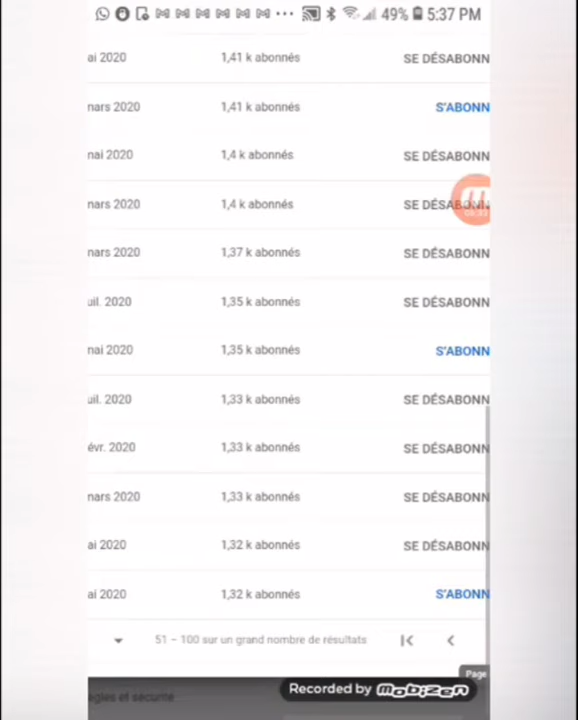 49% 5:37 PM
ai 2020 1,41 k abonnés SE DÉSABONN
nars 2020 1,41 k abonnés S'ABONN
nai 2020 1,4 k abonnés SE DÉSABONN
nars 2020 1,4 k abonnés SE DÉSABONN
nars 2020 1,37 k abonnés SE DÉSABONN
uil. 2020 1,35 k abonnés SE DÉSABONN
nai 2020 1,35 k abonnés S'ABONN
uil. 2020 1,33 k abonnés SE DÉSABONN
évr. 2020 1,33 k abonnés SE DÉSABONN
nars 2020 1,33 k abonnés SE DÉSABONN
ai 2020 1,32 k abonnés SE DÉSABONN
ai 2020 1,32 k abonnés S'ABONN
51 – 100 sur un grand nombre de résultats
Page
Recorded by mobizen
ègles et sécurité